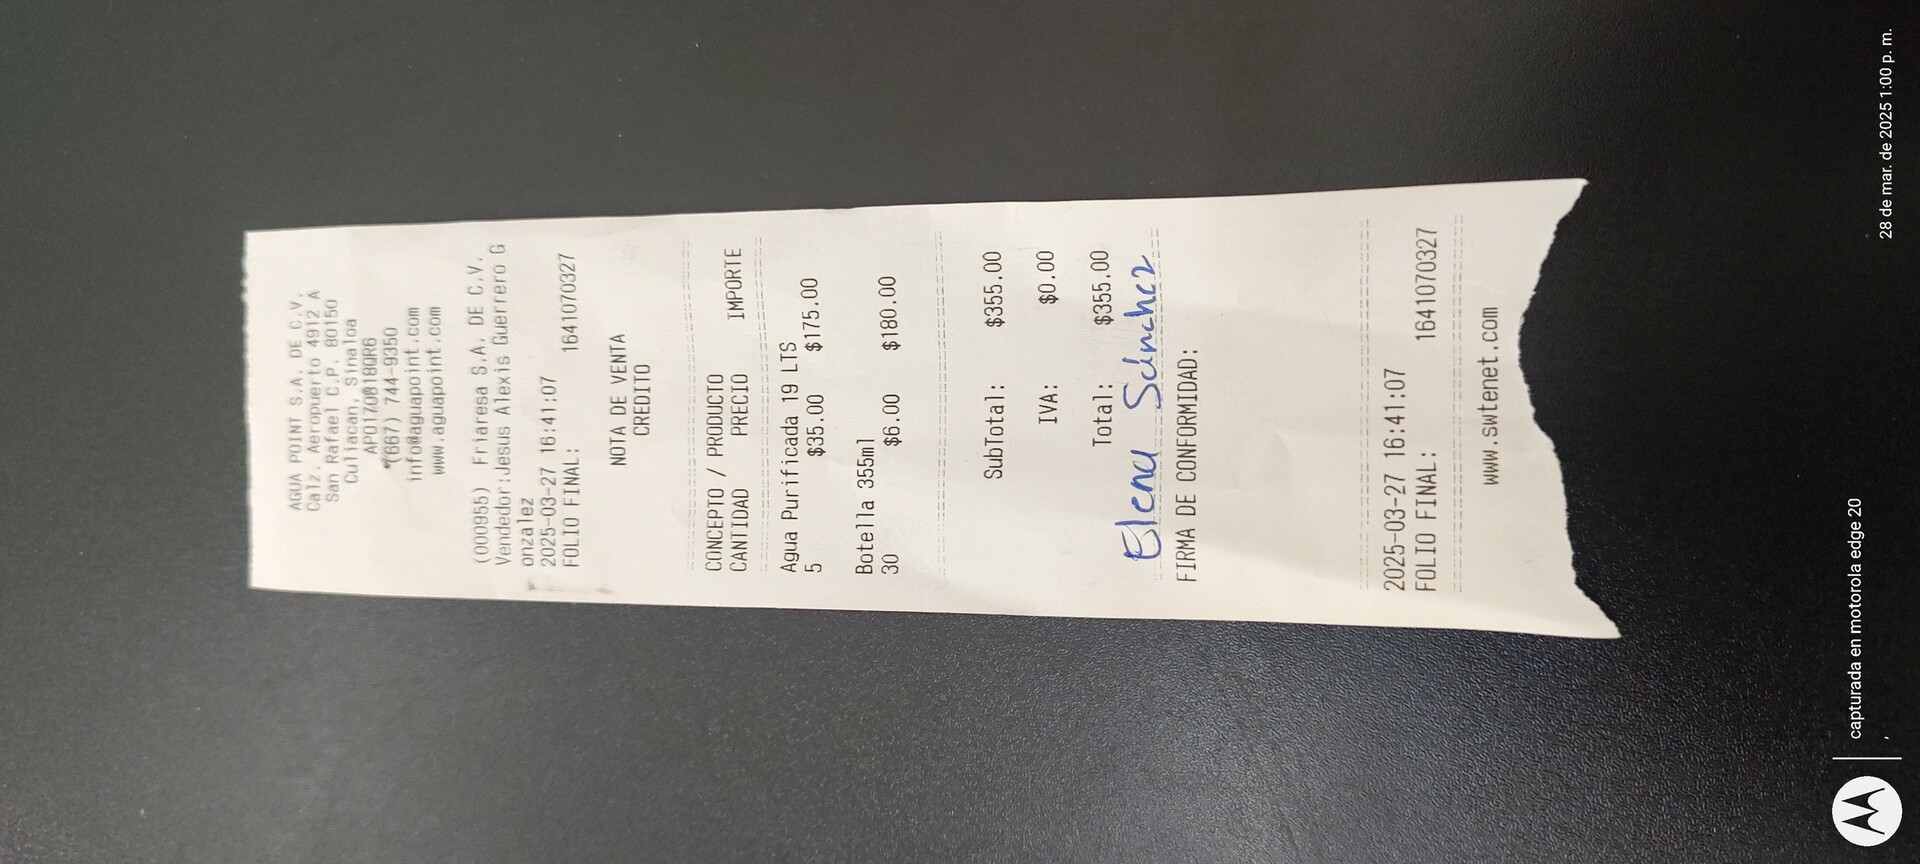 AGUA POINT S.A. DE C.V.
Calz. Aeropuerto 4912 A
San Rafael C.P. 80150
Culiacan, Sinaloa
APO170818QR6
(667) 744-9350
info@aguapoint.com
www.aguapoint.com
(000955) Friaresa S.A. DE C.V.
Vendedor:Jesus Alexis Guerrero G
onzalez
2025-03-27 16:41:07
FOLIO FINAL: 1641070327
NOTA DE VENTA
CREDITO
CONCEPTO / PRODUCTO
CANTIDAD PRECIO IMPORTE
Agua Purificada 19 LTS
5 $35.00 $175.00
Botella 355ml
30 $6.00 $180.00
SubTotal: $355.00
IVA: $0.00
Total: $355.00
Elena Sánchez
FIRMA DE CONFORMIDAD:
2025-03-27 16:41:07
FOLIO FINAL: 1641070327
www.swtenet.com
capturada en motorola edge 20
,
28 de mar. de 2025 1:00 p. m.